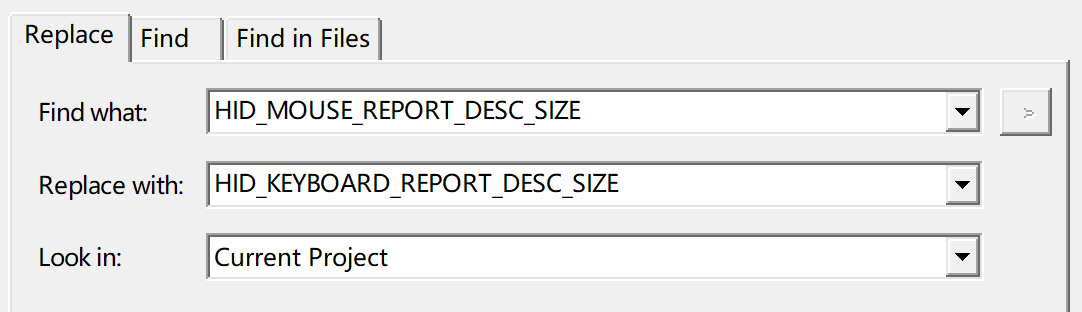 Replace Find Find in Files
Find what: HID_MOUSE_REPORT_DESC_SIZE >
Replace with: HID_KEYBOARD_REPORT_DESC_SIZE
Look in: Current Project